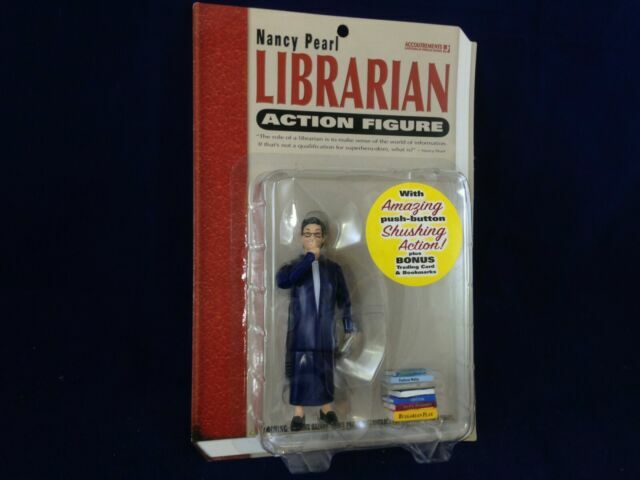 Nancy Pearl
ACCOUTREMENTS
LIBRARIAN
ACTION FIGURE
"The role of a librarian is to make sense of the world of information.
If that's not a qualification for superhero-dom, what is?" - Nancy Pearl
With
Amazing
push-button
Shushing
Action!
plus
BONUS
Trading Card
& Bookmarks